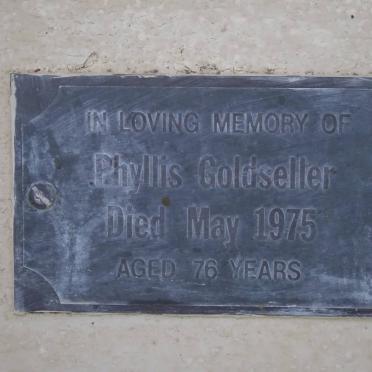 IN LOVING MEMORY OF
Phyllis Goldseller
Died May 1975
AGED 76 YEARS